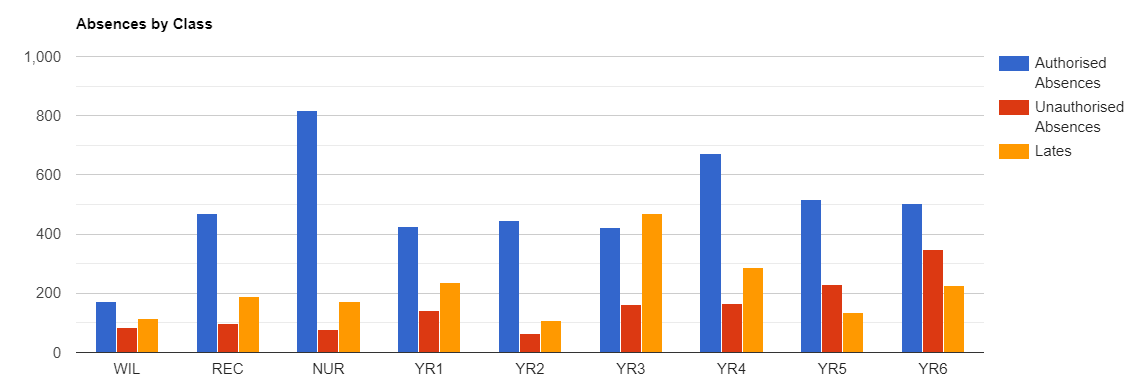 Absences by Class
1,000
800
600
400
200
0
WIL REC NUR YR1 YR2 YR3 YR4 YR5 YR6
Authorised
Absences
Unauthorised
Absences
Lates